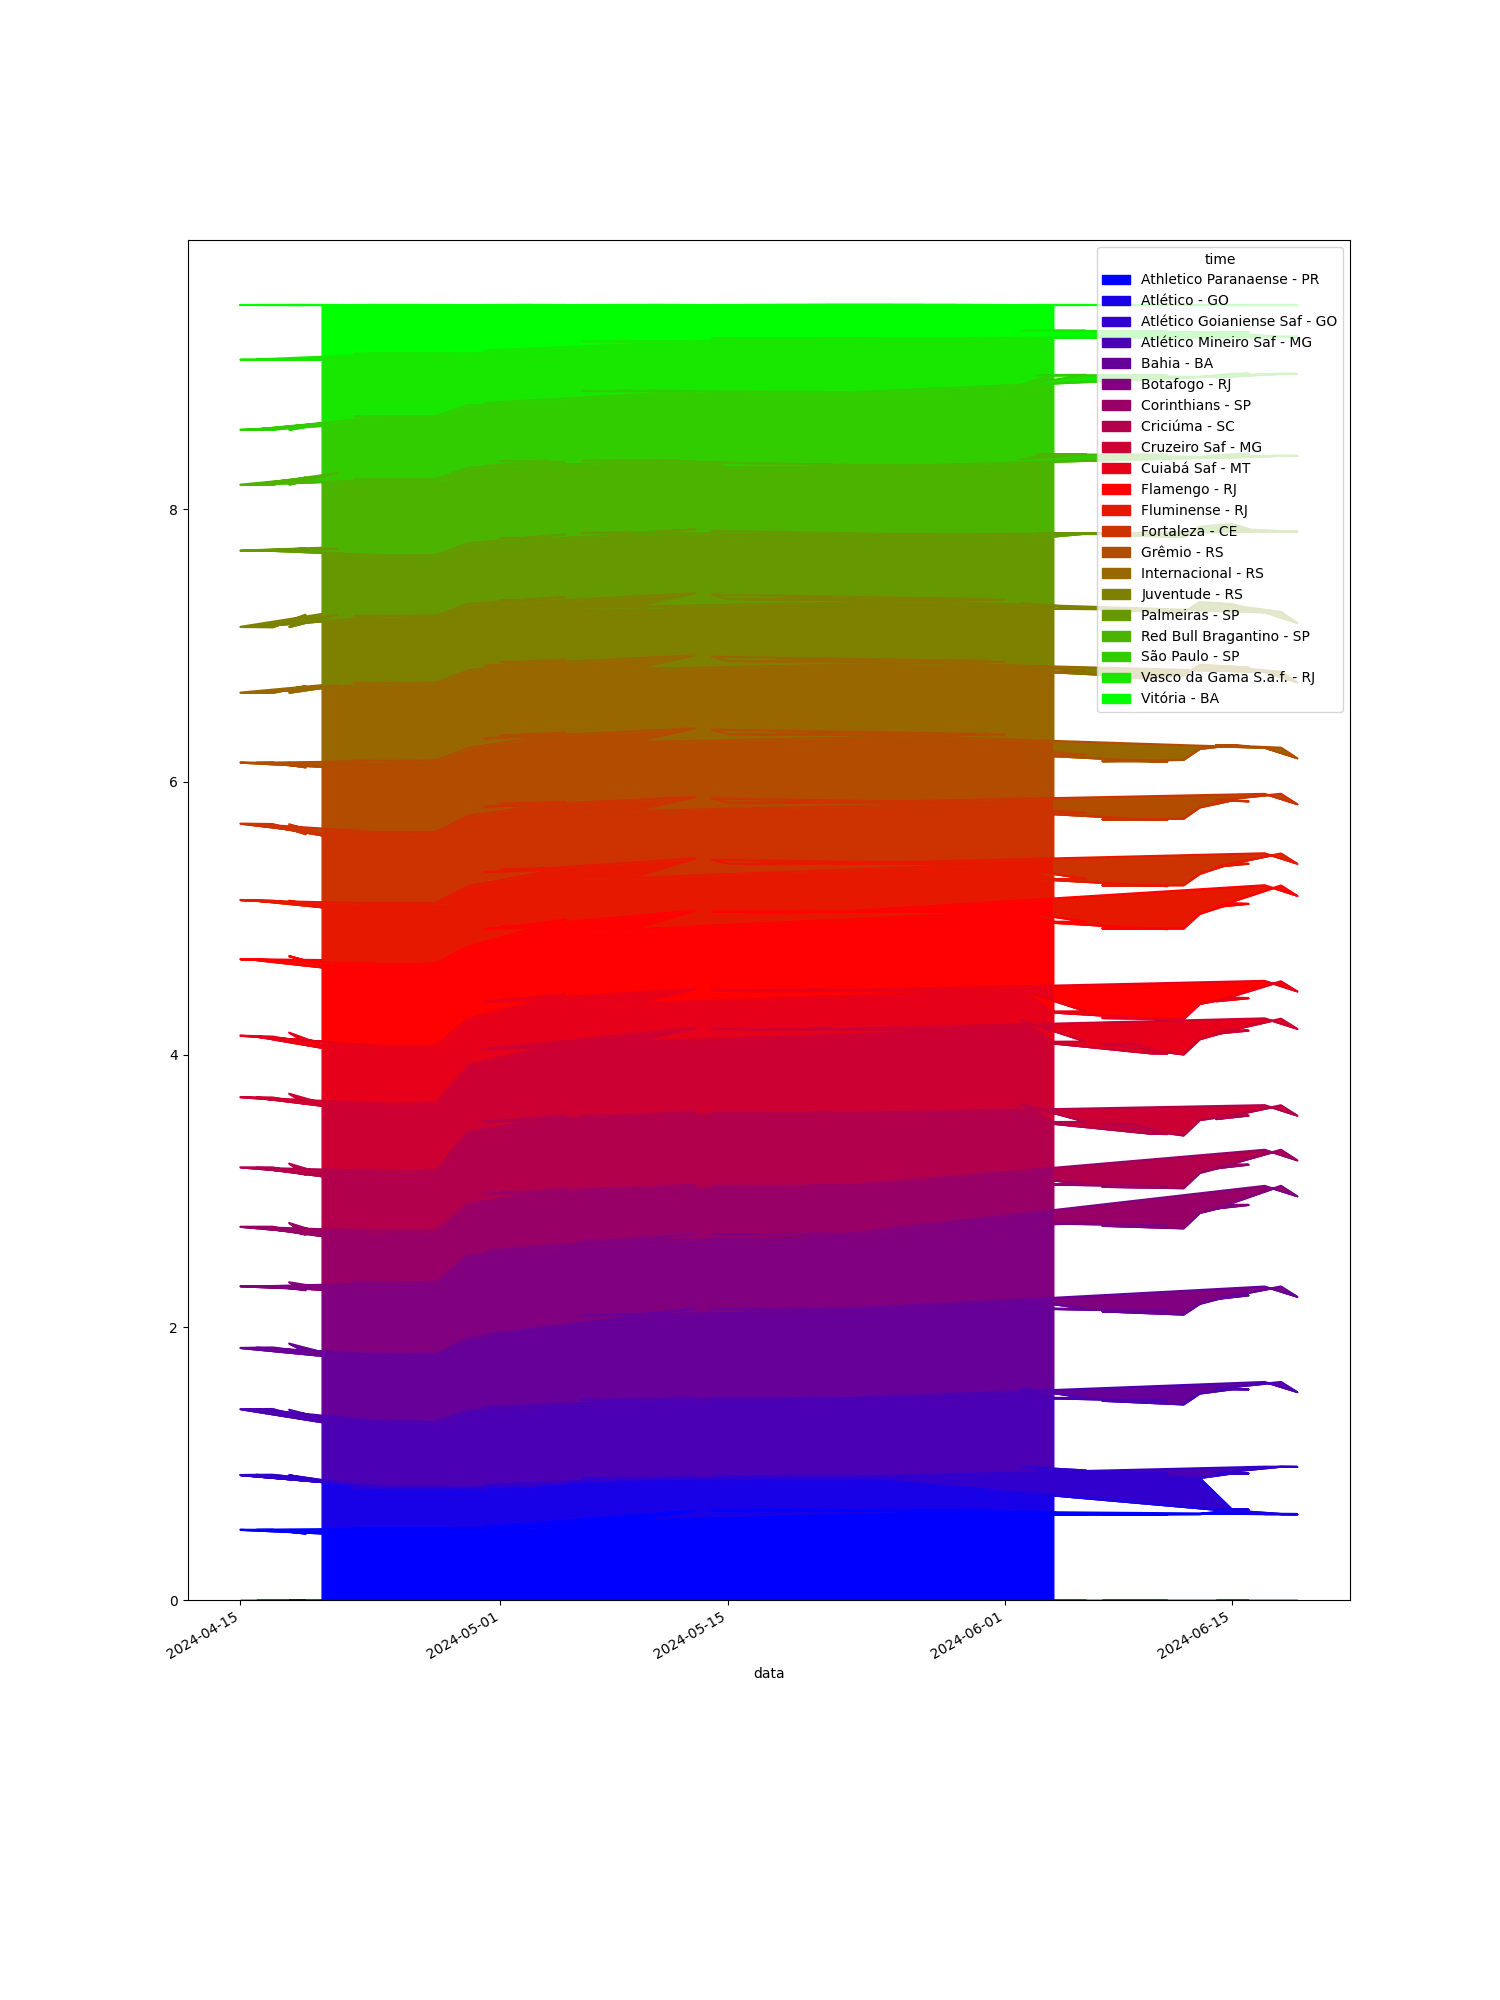 time
Athletico Paranaense - PR
Atlético - GO
Atlético Goianiense Saf - GO
Atlético Mineiro Saf - MG
Bahia - BA
Botafogo - RJ
Corinthians - SP
Criciúma - SC
Cruzeiro Saf - MG
Cuiabá Saf - MT
Flamengo - RJ
Fluminense - RJ
Fortaleza - CE
Grêmio - RS
Internacional - RS
Juventude - RS
Palmeiras - SP
Red Bull Bragantino - SP
São Paulo - SP
Vasco da Gama S.a.f. - RJ
Vitória - BA
8
6
4
2
0
2024-04-15
2024-05-01
2024-05-15
2024-06-01
2024-06-15
data